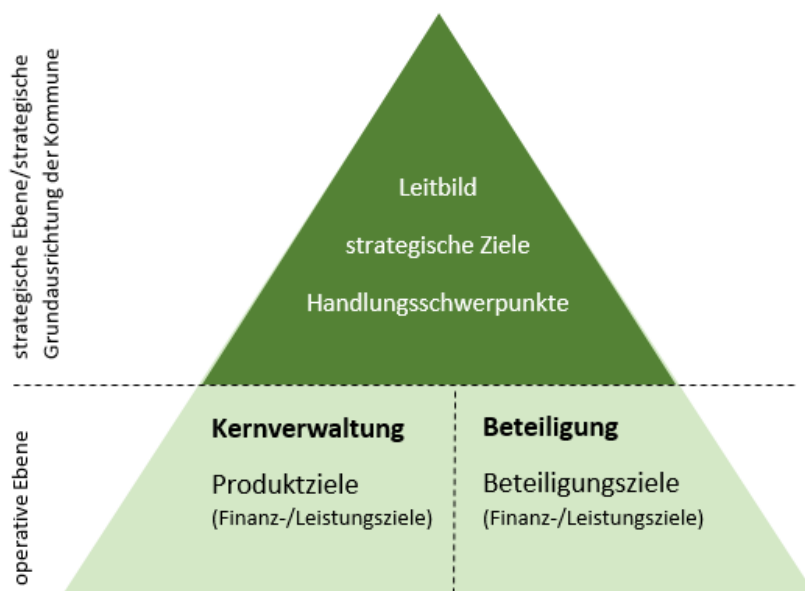 strategische Ebene/strategische
Grundausrichtung der Kommune
Leitbild
strategische Ziele
Handlungsschwerpunkte
operative Ebene
Kernverwaltung
Produktziele
(Finanz-/Leistungsziele)
Beteiligung
Beteiligungsziele
(Finanz-/Leistungsziele)